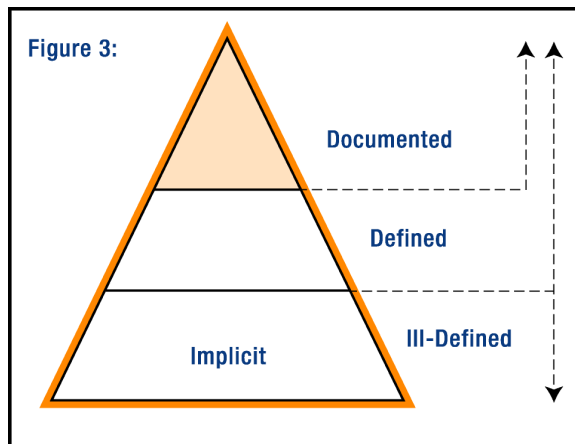 Figure 3:
Documented
Defined
Ill-Defined
Implicit